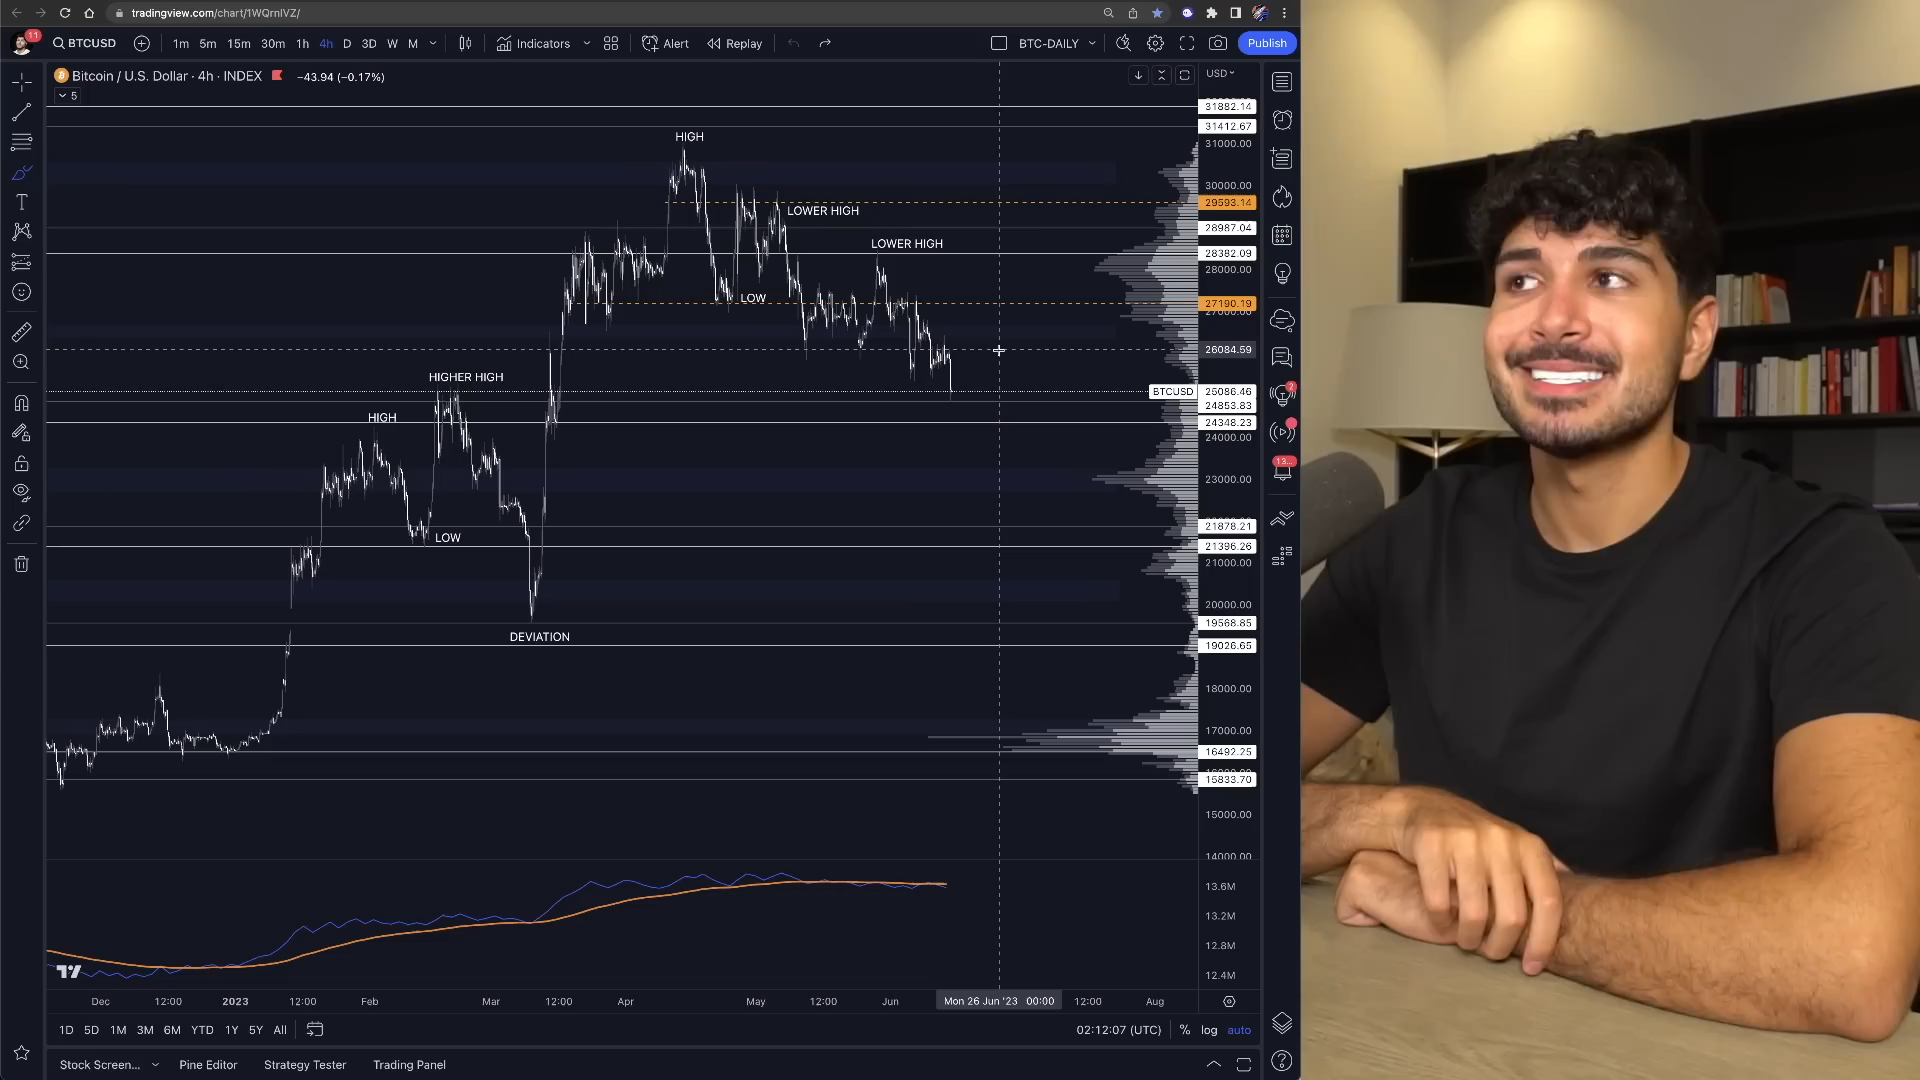 tradingview.com/chart/1WQrnIVZ/
11
BTCUSD
1m 5m 15m 30m 1h 4h D 3D W M
Indicators
Alert
Replay
BTC-DAILY
Publish
Bitcoin / U.S. Dollar · 4h · INDEX
−43.94 (−0.17%)
5
USD
31882.14
31412.67
31000.00
30000.00
29593.14
28987.04
28382.09
28000.00
27190.19
27000.00
26084.59
BTCUSD 25086.46
24853.83
24348.23
24000.00
23000.00
21878.21
21396.26
21000.00
20000.00
19568.85
19026.65
18000.00
17000.00
16492.25
15833.70
15000.00
14000.00
13.6M
13.2M
12.8M
12.4M
HIGH
LOWER HIGH
LOWER HIGH
LOW
HIGHER HIGH
HIGH
LOW
DEVIATION
2
13...
Dec 12:00 2023 12:00 Feb Mar 12:00 Apr May 12:00 Jun Mon 26 Jun '23 00:00 12:00 Aug
1D 5D 1M 3M 6M YTD 1Y 5Y All
02:12:07 (UTC)
% log auto
Stock Screen... Pine Editor Strategy Tester Trading Panel